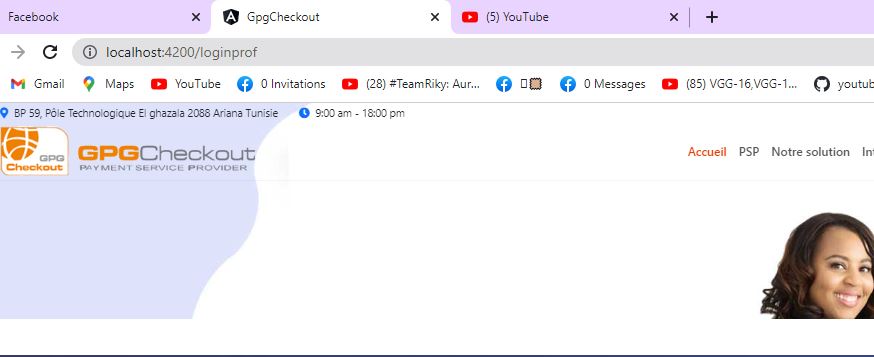 Facebook GpgCheckout (5) YouTube
localhost:4200/loginprof
Gmail Maps YouTube 0 Invitations (28) #TeamRiky: Aur... 0 Messages (85) VGG-16,VGG-1... youtub
BP 59, Pôle Technologique El ghazala 2088 Ariana Tunisie 9:00 am - 18:00 pm
GPG
Checkout
GPGCheckout
PAYMENT SERVICE PROVIDER
Accueil PSP Notre solution In